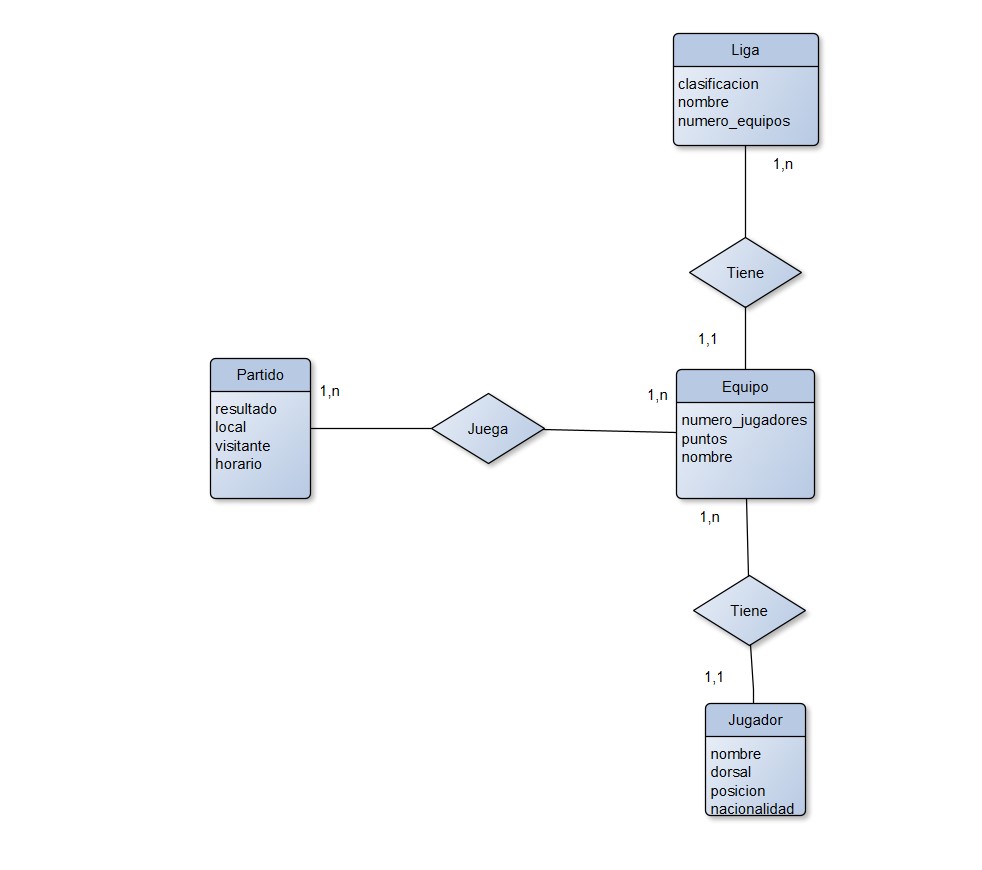 Liga
clasificacion
nombre
numero_equipos
1,n
Tiene
1,1
Partido
resultado
local
visitante
horario
1,n
Juega
1,n
Equipo
numero_jugadores
puntos
nombre
1,n
Tiene
1,1
Jugador
nombre
dorsal
posicion
nacionalidad